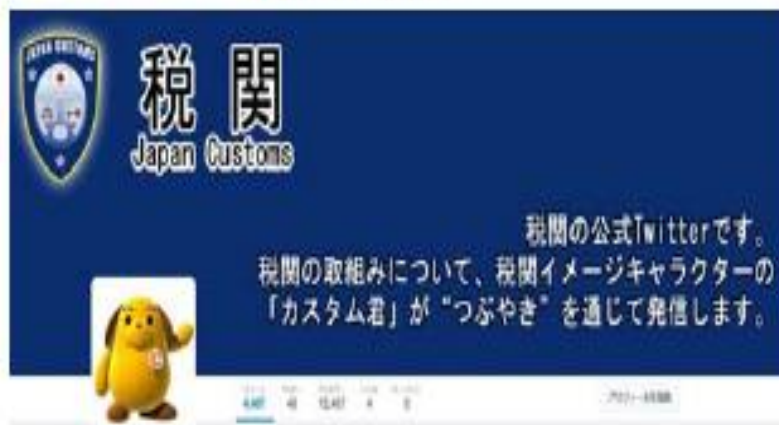 JAPAN CUSTOMS
税関
Japan Customs
税関の公式Twitterです。
税関の取組みについて、税関イメージキャラクターの
「カスタム君」が“つぶやき”を通じて発信します。